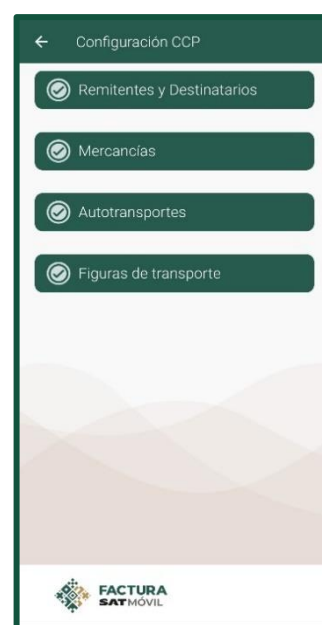 Configuración CCP
Remitentes y Destinatarios
Mercancías
Autotransportes
Figuras de transporte
FACTURA
SATMÓVIL